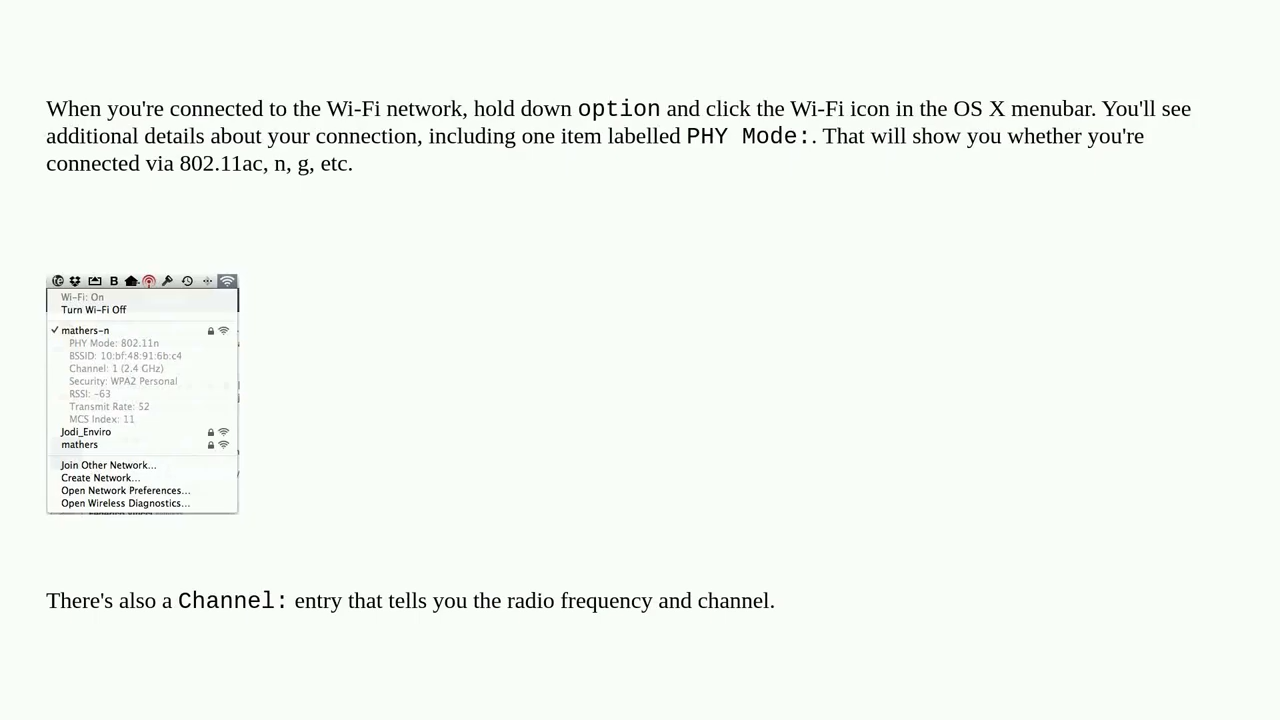 When you're connected to the Wi-Fi network, hold down option and click the Wi-Fi icon in the OS X menubar. You'll see
additional details about your connection, including one item labelled PHY Mode:. That will show you whether you're
connected via 802.11ac, n, g, etc.
B
Wi-Fi: On
Turn Wi-Fi Off
mathers-n
PHY Mode: 802.11n
BSSID: 10:bf:48:91:6b:c4
Channel: 1 (2.4 GHz)
Security: WPA2 Personal
RSSI: -63
Transmit Rate: 52
MCS Index: 11
Jodi_Enviro
mathers
Join Other Network...
Create Network...
Open Network Preferences...
Open Wireless Diagnostics...
There's also a Channel: entry that tells you the radio frequency and channel.